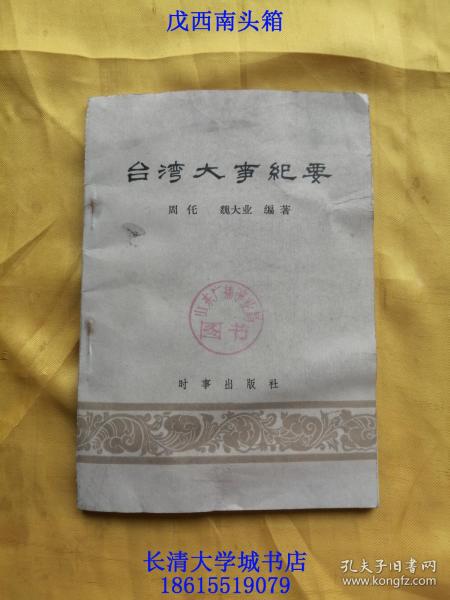 戊西南头箱
台湾大事纪要
周任 魏大业 编著
图书
时事出版社
长清大学城书店
18615519079
孔夫子旧书网
www.kongfz.com